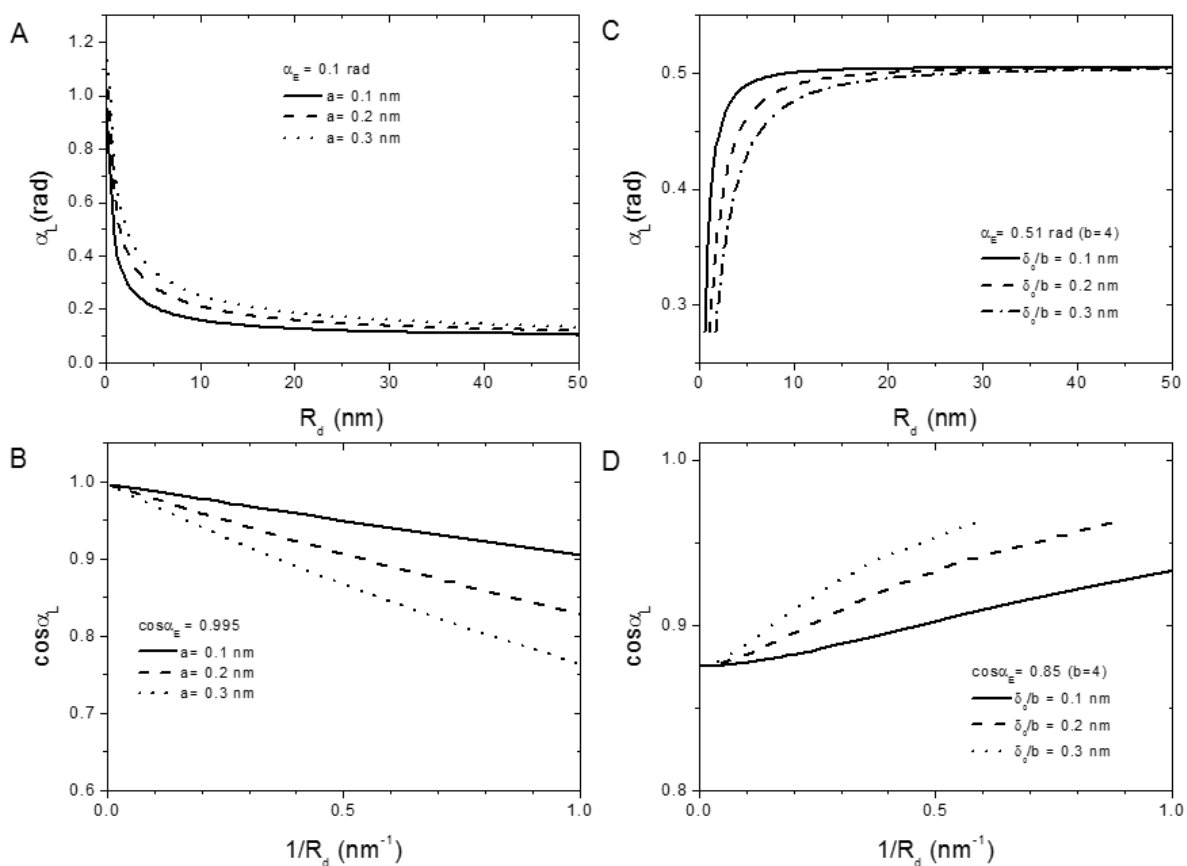 A
1.2
1.0
0.8
0.6
0.4
0.2
0.0
α_L (rad)
α_E = 0.1 rad
a= 0.1 nm
a= 0.2 nm
a= 0.3 nm
0 10 20 30 40 50
R_d (nm)
C
0.5
0.4
0.3
α_L (rad)
α_E= 0.51 rad (b=4)
δ_0/b = 0.1 nm
δ_0/b = 0.2 nm
δ_0/b = 0.3 nm
0 10 20 30 40 50
R_d (nm)
B
1.0
0.9
0.8
0.7
0.6
cosα_L
cosα_E = 0.995
a= 0.1 nm
a= 0.2 nm
a= 0.3 nm
0.0 0.5 1.0
1/R_d (nm⁻¹)
D
1.0
0.9
0.8
cosα_L
cosα_E = 0.85 (b=4)
δ_0/b = 0.1 nm
δ_0/b = 0.2 nm
δ_0/b = 0.3 nm
0.0 0.5 1.0
1/R_d (nm⁻¹)